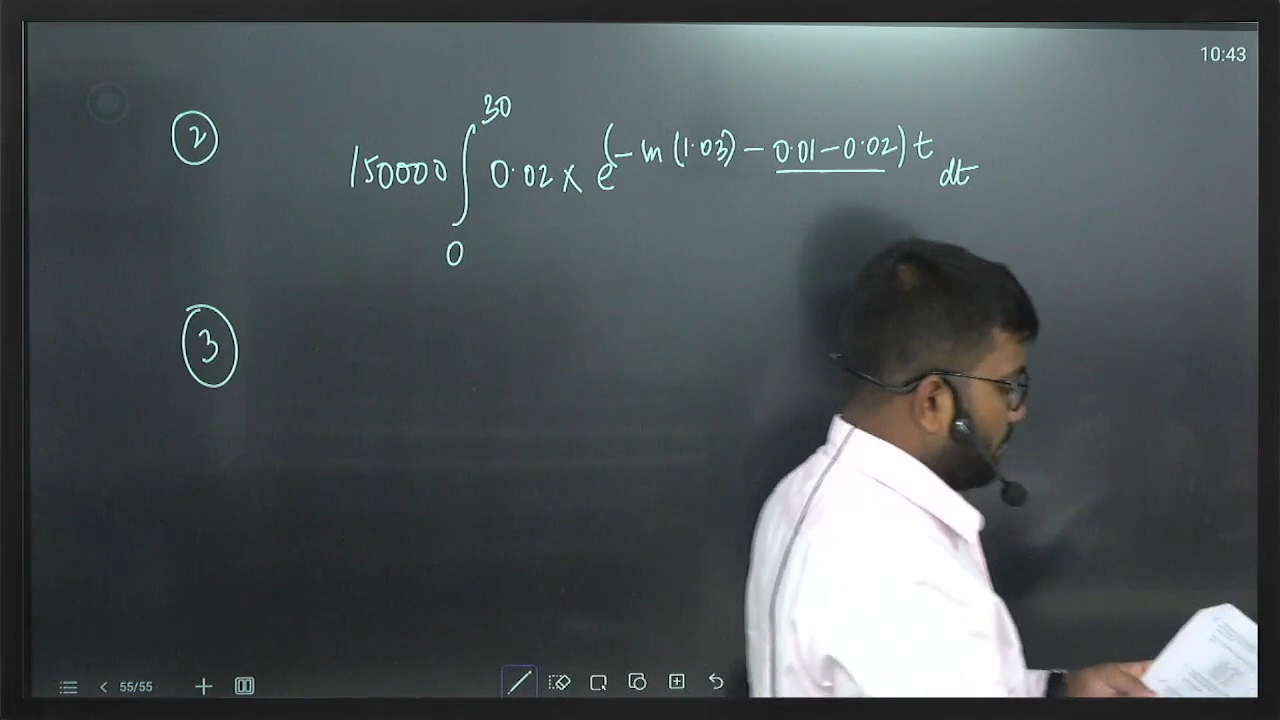 10:43
② 150000 ∫₀³⁰ 0.02 × e^(-ln(1.03) - 0.01 - 0.02)t dt
③
55/55